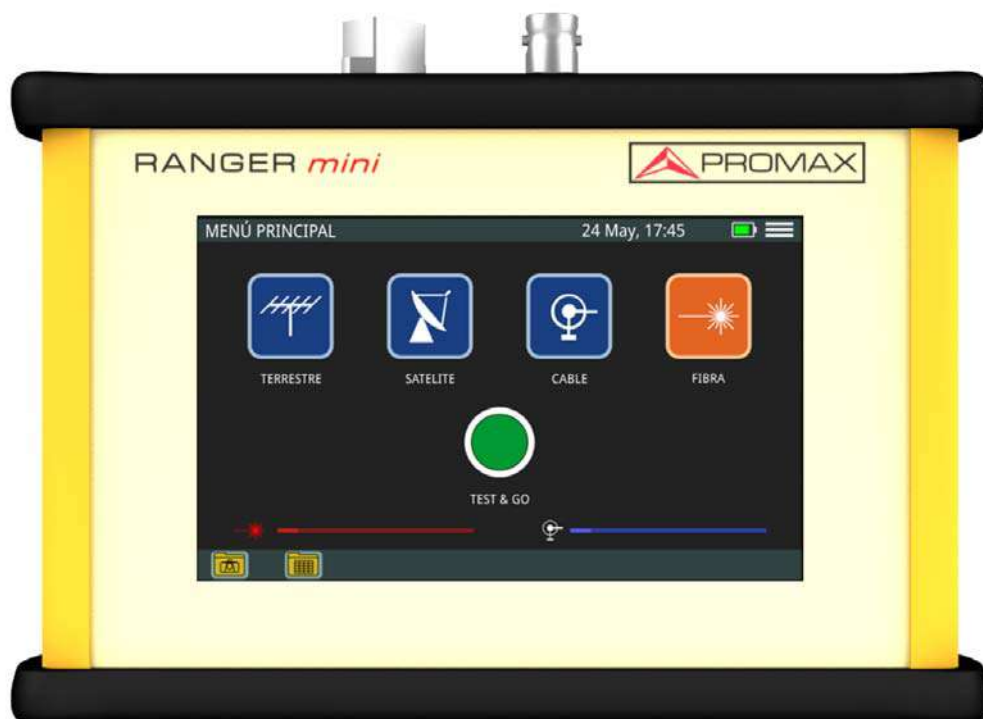 RANGER mini
PROMAX
MENÚ PRINCIPAL 24 May, 17:45
TERRESTRE SATELITE CABLE FIBRA
TEST & GO